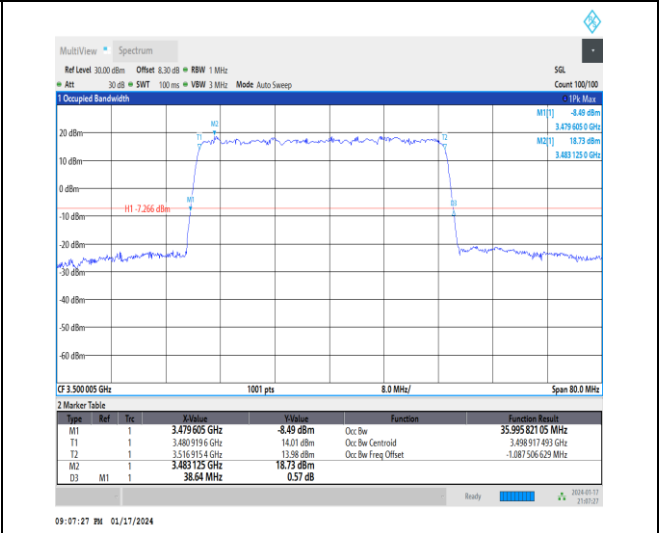 MultiView Spectrum
Ref Level 30.00 dBm Offset 8.30 dB RBW 1 MHz SGL
Att 30 dB SWT 100 ms VBW 3 MHz Mode Auto Sweep Count 100/100
1 Occupied Bandwidth 1Pk Max
M1[1] -8.49 dBm
3.479 605 0 GHz
M2[1] 18.73 dBm
3.483 125 0 GHz
M2
20 dBm
T1 T2
10 dBm
0 dBm
M1 D3
H1 -7.266 dBm
-10 dBm
-20 dBm
-30 dBm
-40 dBm
-50 dBm
-60 dBm
CF 3.500 005 GHz 1001 pts 8.0 MHz/ Span 80.0 MHz
2 Marker Table
Type Ref Trc X-Value Y-Value Function Function Result
M1 1 3.479 605 GHz -8.49 dBm Occ Bw 35.995 821 05 MHz
T1 1 3.480 919 6 GHz 14.01 dBm Occ Bw Centroid 3.498 917 493 GHz
T2 1 3.516 915 4 GHz 13.98 dBm Occ Bw Freq Offset -1.087 506 629 MHz
M2 1 3.483 125 GHz 18.73 dBm
D3 M1 1 38.64 MHz 0.57 dB
Ready 2024-01-17
21:07:27
09:07:27 PM 01/17/2024